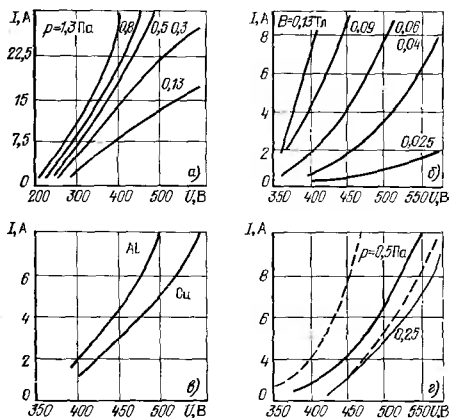 I, A
p=1,3 Па
0,8
0,5
0,3
0,13
22,5
15
7,5
0
200
300
400
500
U, В
а)
I, A
B=0,13 Тл
0,09
0,06
0,04
0,025
8
6
4
2
0
350
400
450
500
550 U, В
б)
I, A
Al
Cu
6
4
2
0
350
400
450
500
550 U, В
в)
I, A
p=0,5 Па
0,25
8
6
4
2
0
350
400
450
500
550 U, В
г)